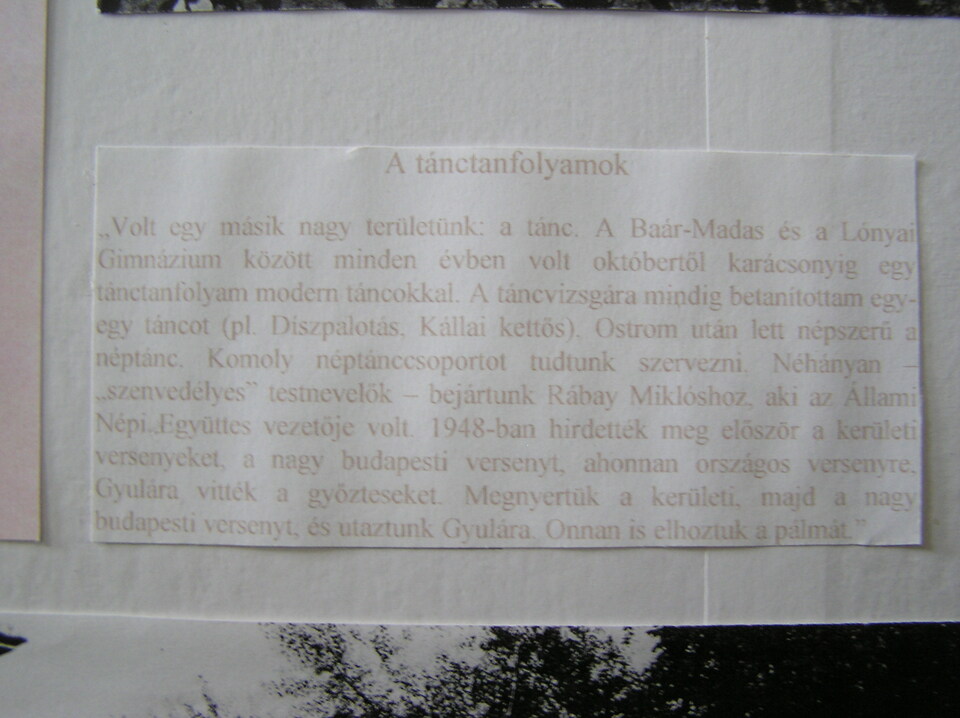 A tánctanfolyamok
„Volt egy másik nagy területünk: a tánc. A Baár-Madas és a Lónyai
Gimnázium között minden évben volt októbertől karácsonyig egy
tánctanfolyam modern táncokkal. A táncvizsgára mindig betanítottam egy-
egy táncot (pl. Díszpalotás, Kállai kettős). Ostrom után lett népszerű a
néptánc. Komoly néptánccsoportot tudtunk szervezni. Néhányan –
„szenvedélyes” testnevelők – bejártunk Rábay Miklóshoz, aki az Állami
Népi Együttes vezetője volt. 1948-ban hirdették meg először a kerületi
versenyeket, a nagy budapesti versenyt, ahonnan országos versenyre,
Gyulára vitték a győzteseket. Megnyertük a kerületi, majd a nagy
budapesti versenyt, és utaztunk Gyulára. Onnan is elhoztuk a pálmát.”